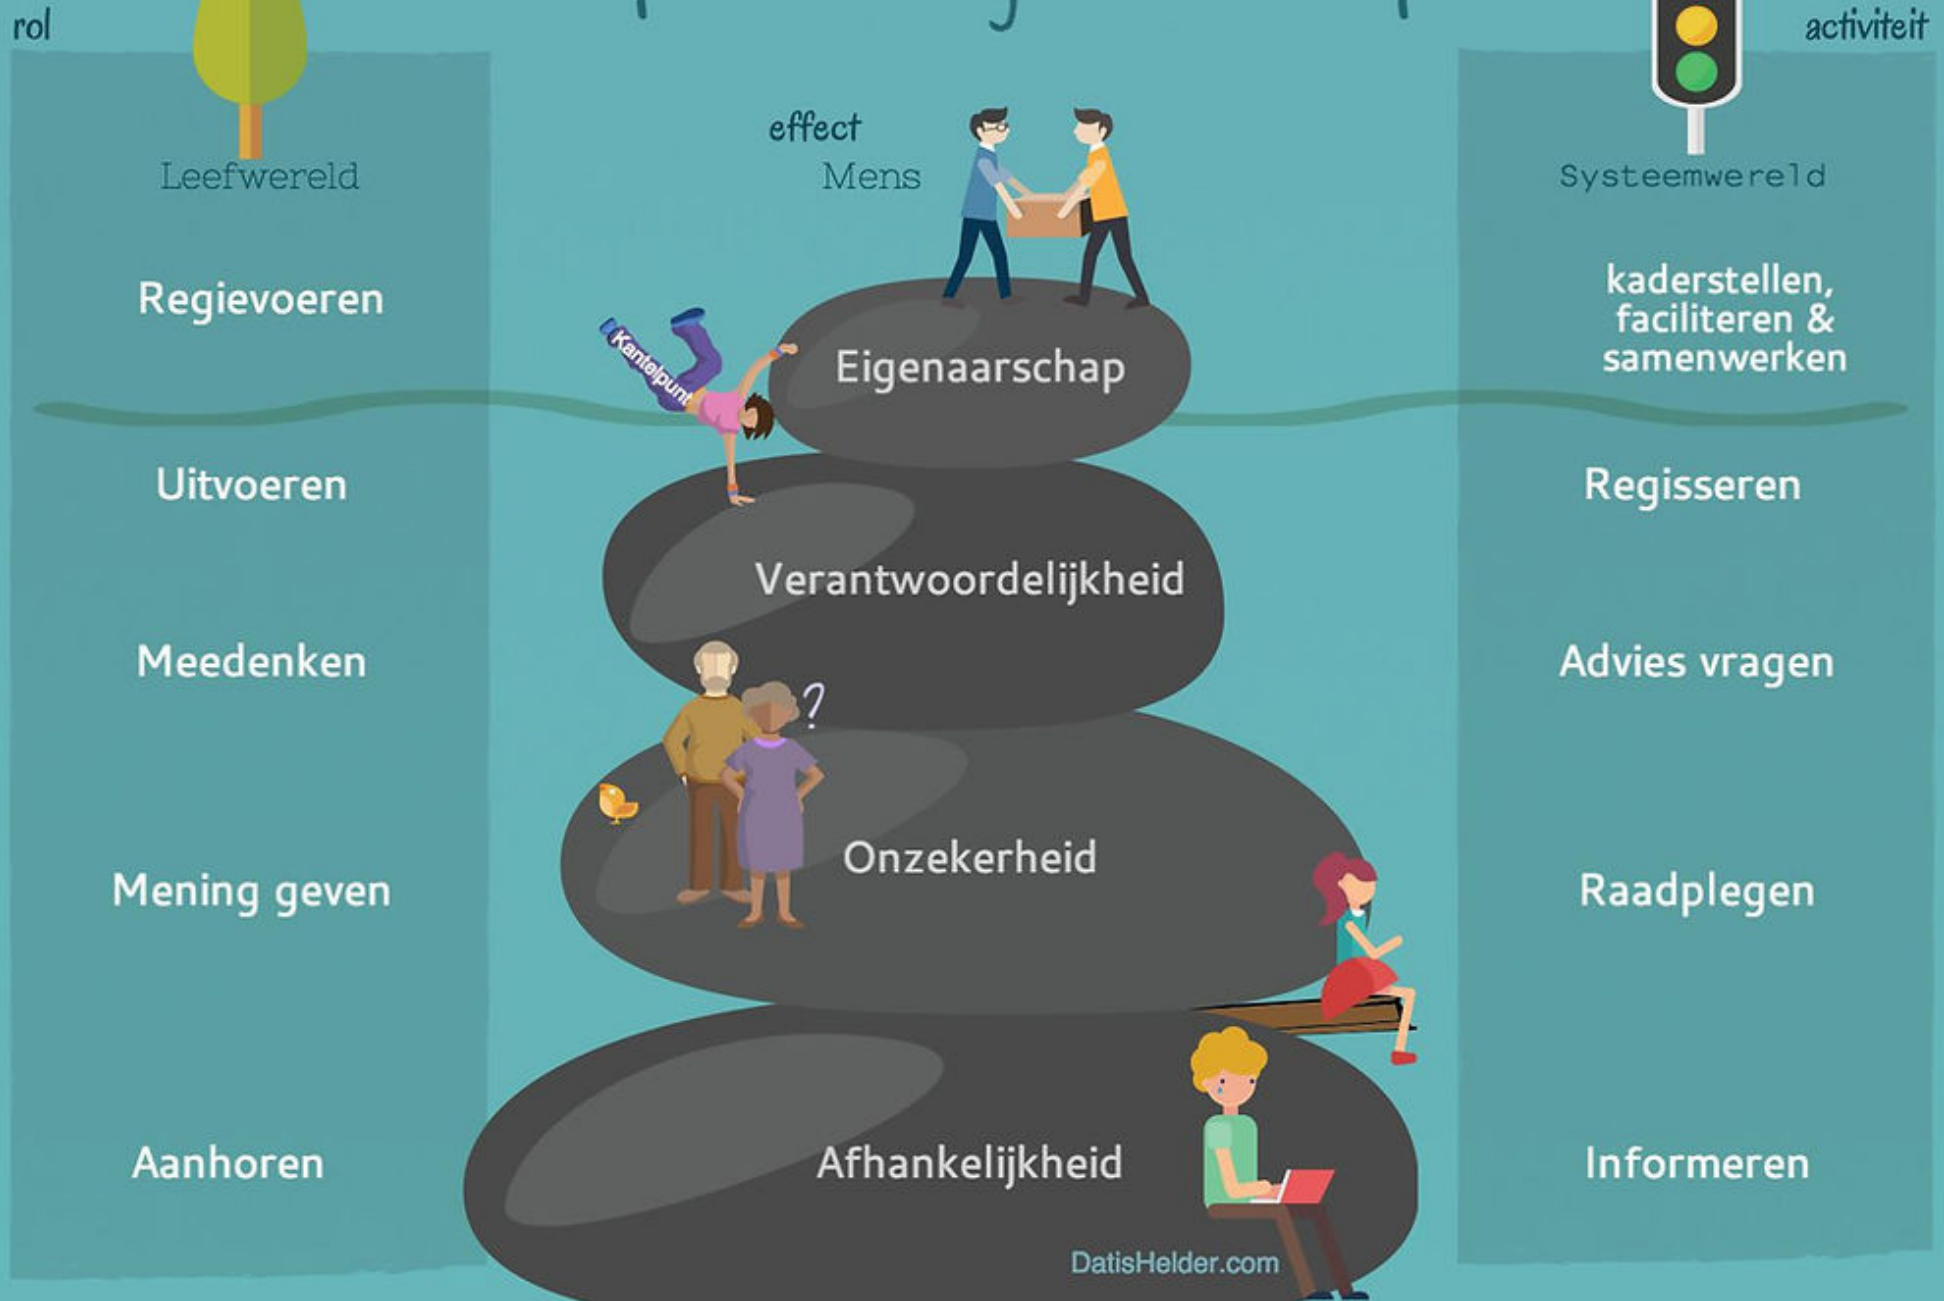 rol
activiteit
effect
Leefwereld
Mens
Systeemwereld
Regievoeren
kaderstellen,
faciliteren &
samenwerken
Kantelpunt
Eigenaarschap
Uitvoeren
Regisseren
Verantwoordelijkheid
Meedenken
Advies vragen
?
Onzekerheid
Mening geven
Raadplegen
Aanhoren
Afhankelijkheid
Informeren
DatisHelder.com